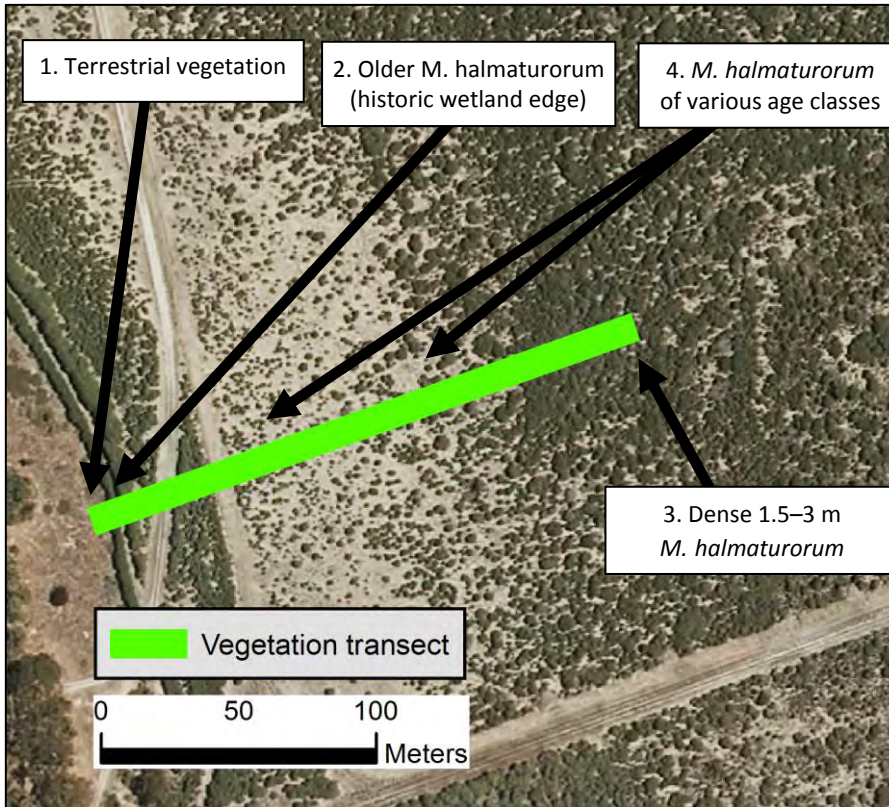 1. Terrestrial vegetation
2. Older M. halmaturorum
(historic wetland edge)
4. M. halmaturorum
of various age classes
3. Dense 1.5–3 m
M. halmaturorum
Vegetation transect
0 50 100
Meters